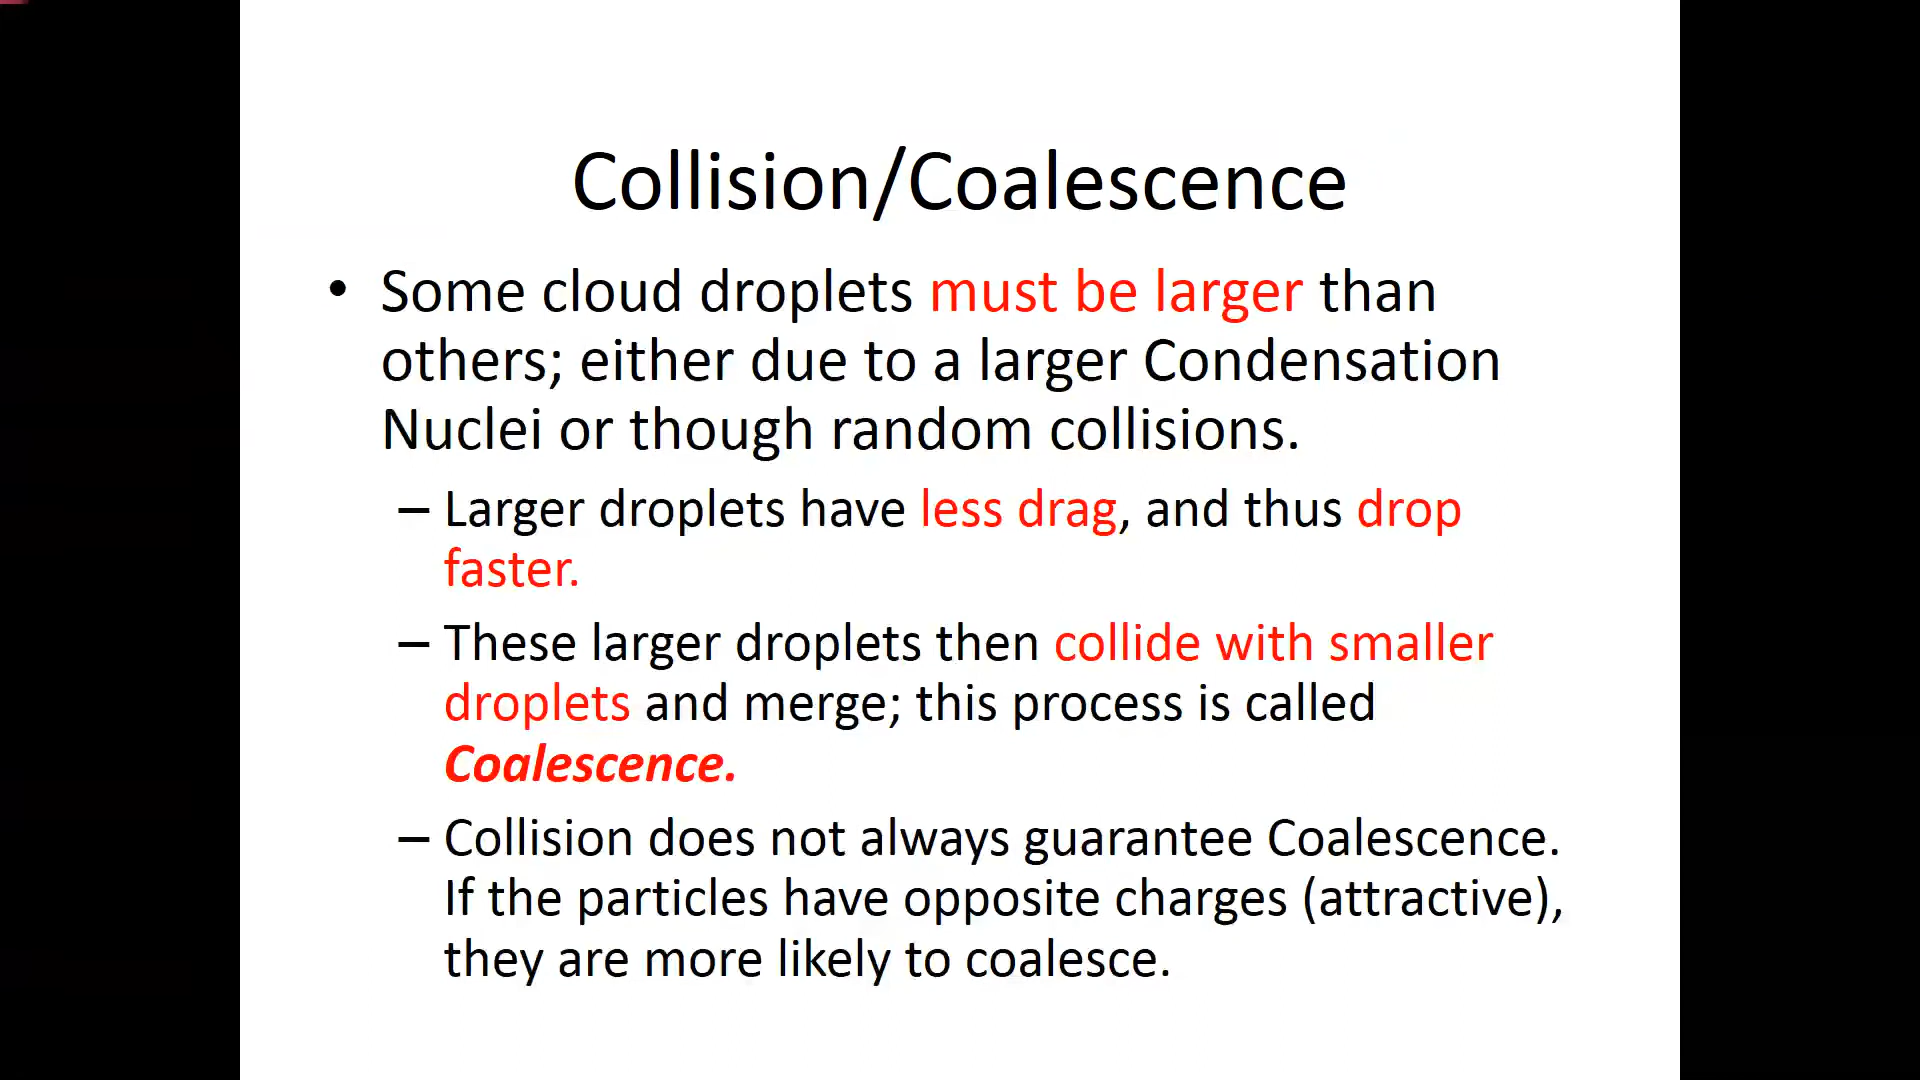 Collision/Coalescence
• Some cloud droplets must be larger than
others; either due to a larger Condensation
Nuclei or though random collisions.
– Larger droplets have less drag, and thus drop
faster.
– These larger droplets then collide with smaller
droplets and merge; this process is called
Coalescence.
– Collision does not always guarantee Coalescence.
If the particles have opposite charges (attractive),
they are more likely to coalesce.